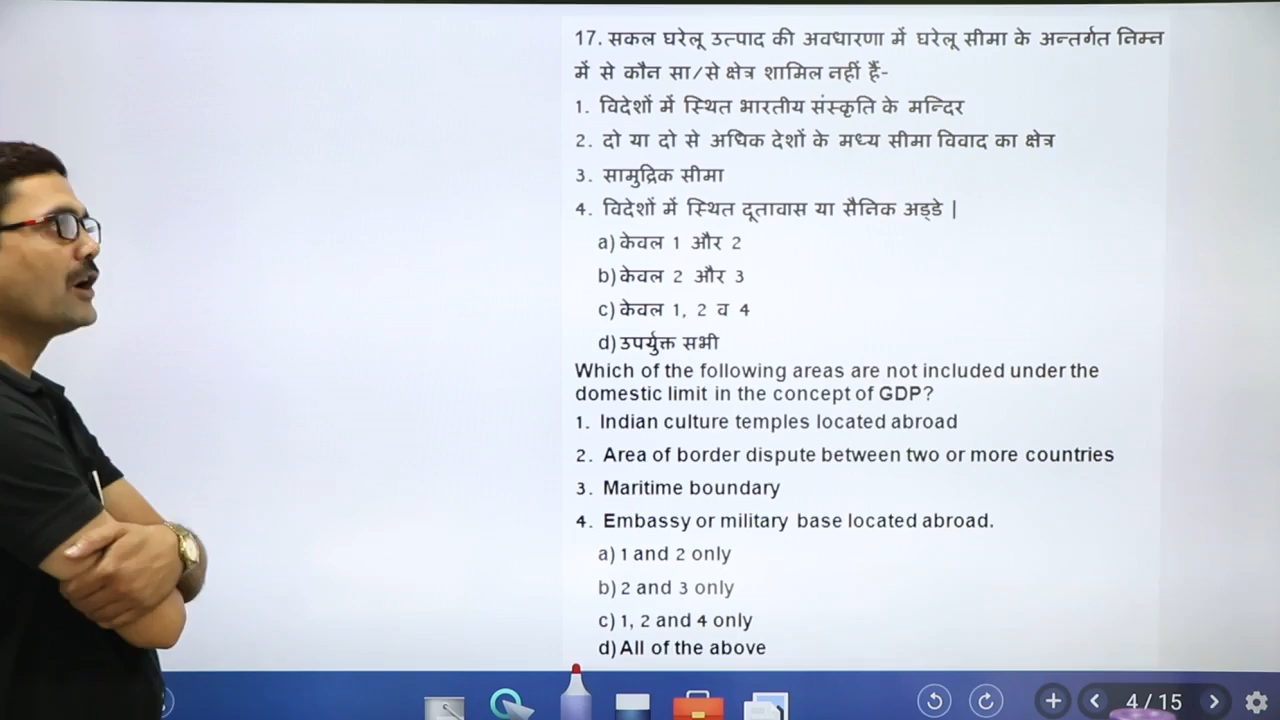 17. सकल घरेलू उत्पाद की अवधारणा में घरेलू सीमा के अन्तर्गत निम्न
में से कौन सा/से क्षेत्र शामिल नहीं हैं-
1. विदेशों में स्थित भारतीय संस्कृति के मन्दिर
2. दो या दो से अधिक देशों के मध्य सीमा विवाद का क्षेत्र
3. सामुद्रिक सीमा
4. विदेशों में स्थित दूतावास या सैनिक अड्डे |
a) केवल 1 और 2
b) केवल 2 और 3
c) केवल 1, 2 व 4
d) उपर्युक्त सभी
Which of the following areas are not included under the
domestic limit in the concept of GDP?
1. Indian culture temples located abroad
2. Area of border dispute between two or more countries
3. Maritime boundary
4. Embassy or military base located abroad.
a) 1 and 2 only
b) 2 and 3 only
c) 1, 2 and 4 only
d) All of the above
4 / 15